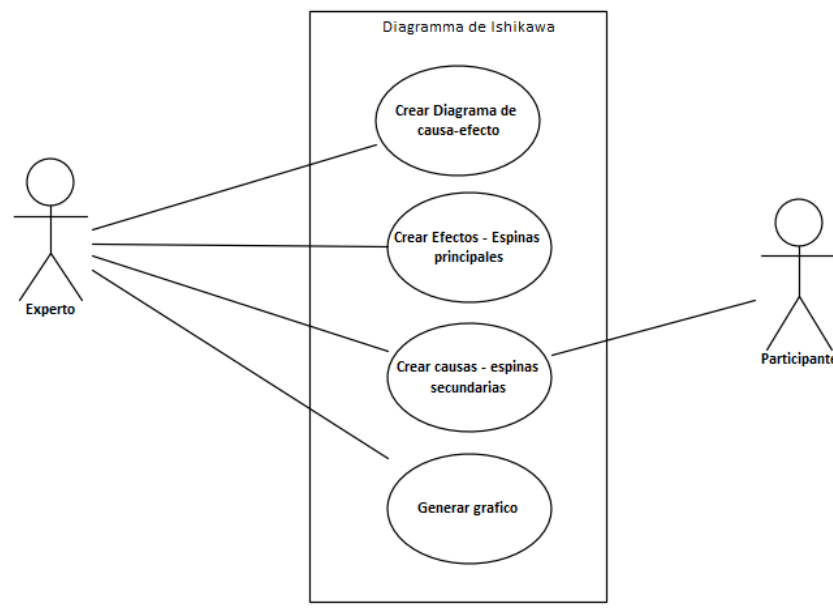 Diagramma de Ishikawa
Crear Diagrama de
causa-efecto
Crear Efectos - Espinas
principales
Experto
Crear causas - espinas
secundarias
Participante
Generar grafico